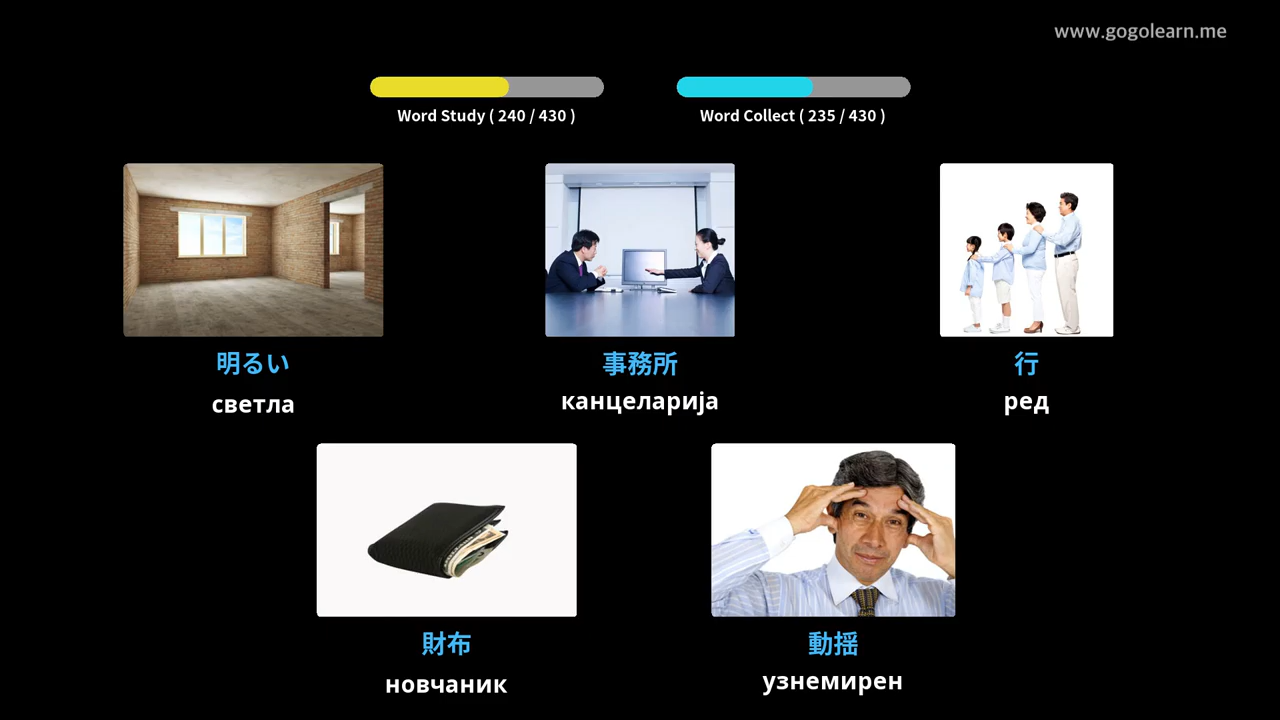 www.gogolearn.me
Word Study ( 240 / 430 )
Word Collect ( 235 / 430 )
明るい
светла
事務所
канцеларија
行
ред
財布
новчаник
動揺
узнемирен